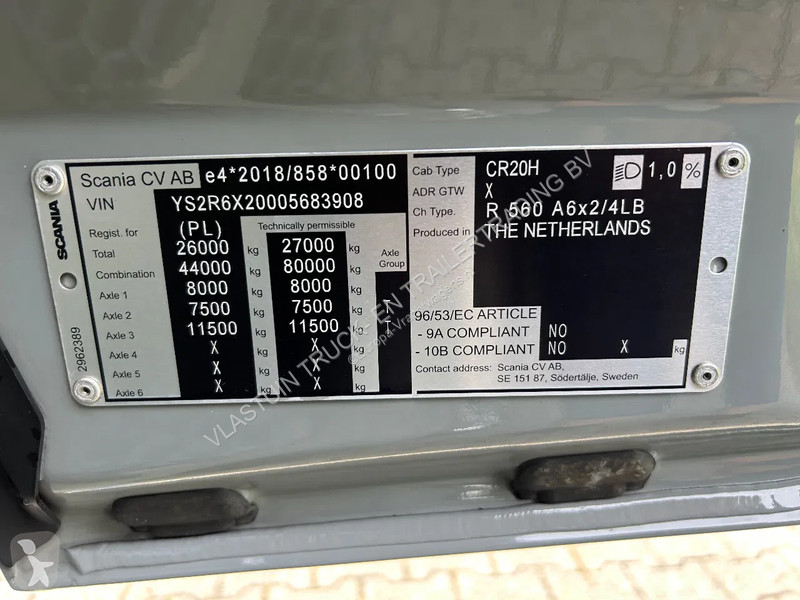 SCANIA
2962389
Scania CV AB e4*2018/858*00100
VIN YS2R6X20005683908
Regist. for (PL) Technically permissible
Total 26000 kg 27000 kg Axle Group
Combination 44000 kg 80000 kg
Axle 1 8000 kg 8000 kg
Axle 2 7500 kg 7500 kg
Axle 3 11500 kg 11500 kg T
Axle 4 X kg X kg
Axle 5 X kg X kg
Axle 6 X kg X kg
Cab Type CR20H 1,0 %
ADR GTW X
Ch. Type R 560 A6x2/4LB
Produced in THE NETHERLANDS
96/53/EC ARTICLE
- 9A COMPLIANT NO
- 10B COMPLIANT NO X kg
Contact address: Scania CV AB,
SE 151 87, Södertälje, Sweden
VLASTUIN TRUCK- EN TRAILERTRADING BV